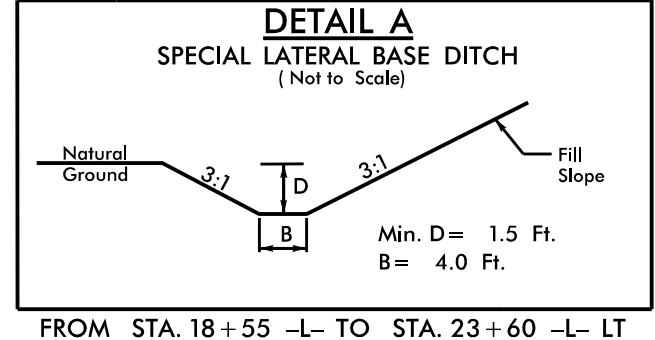 DETAIL A
SPECIAL LATERAL BASE DITCH
( Not to Scale)
Natural
Ground
3:1
D
3:1
Fill
Slope
B
Min. D= 1.5 Ft.
B= 4.0 Ft.
FROM STA. 18+55 -L- TO STA. 23+60 -L- LT